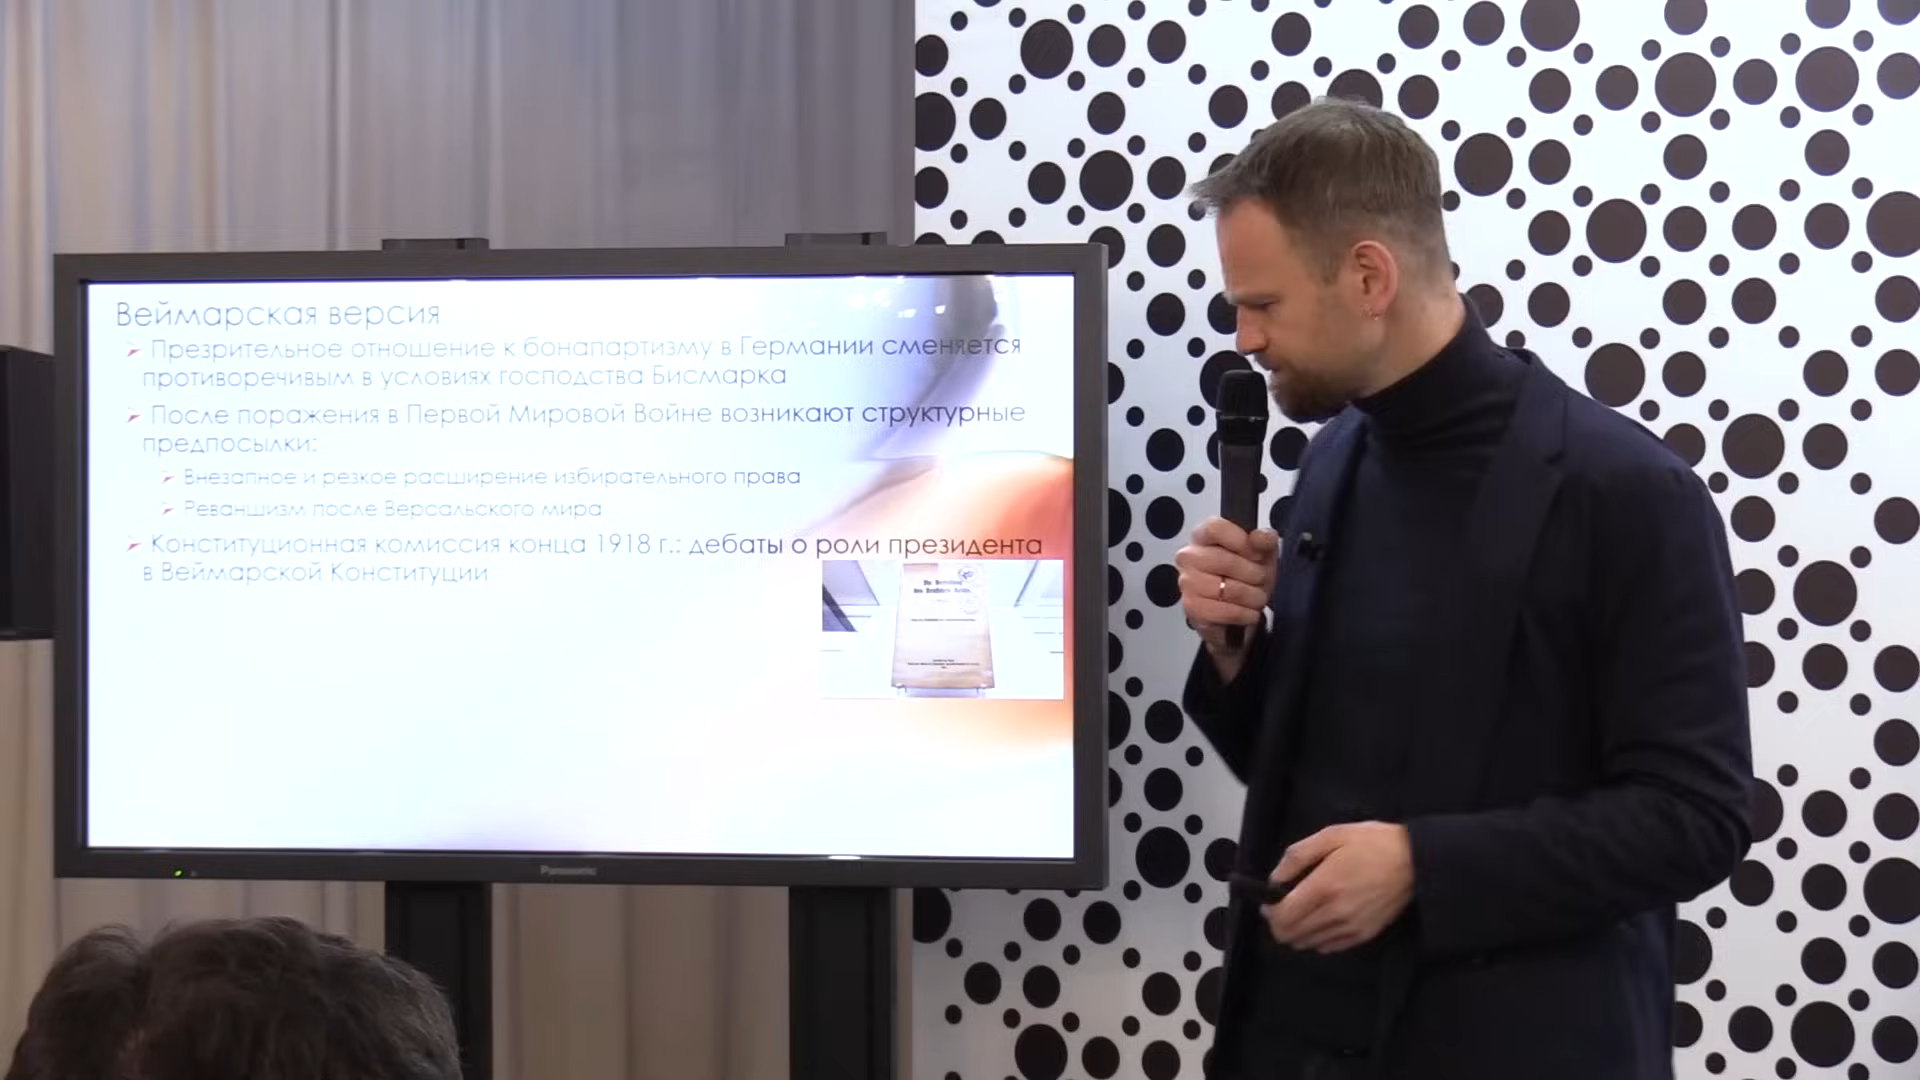 Веймарская версия
Презрительное отношение к бонапартизму в Германии сменяется
противоречивым в условиях господства Бисмарка
После поражения в Первой Мировой Войне возникают структурные
предпосылки:
Внезапное и резкое расширение избирательного права
Реваншизм после Версальского мира
Конституционная комиссия конца 1918 г.: дебаты о роли президента
в Веймарской Конституции
Panasonic